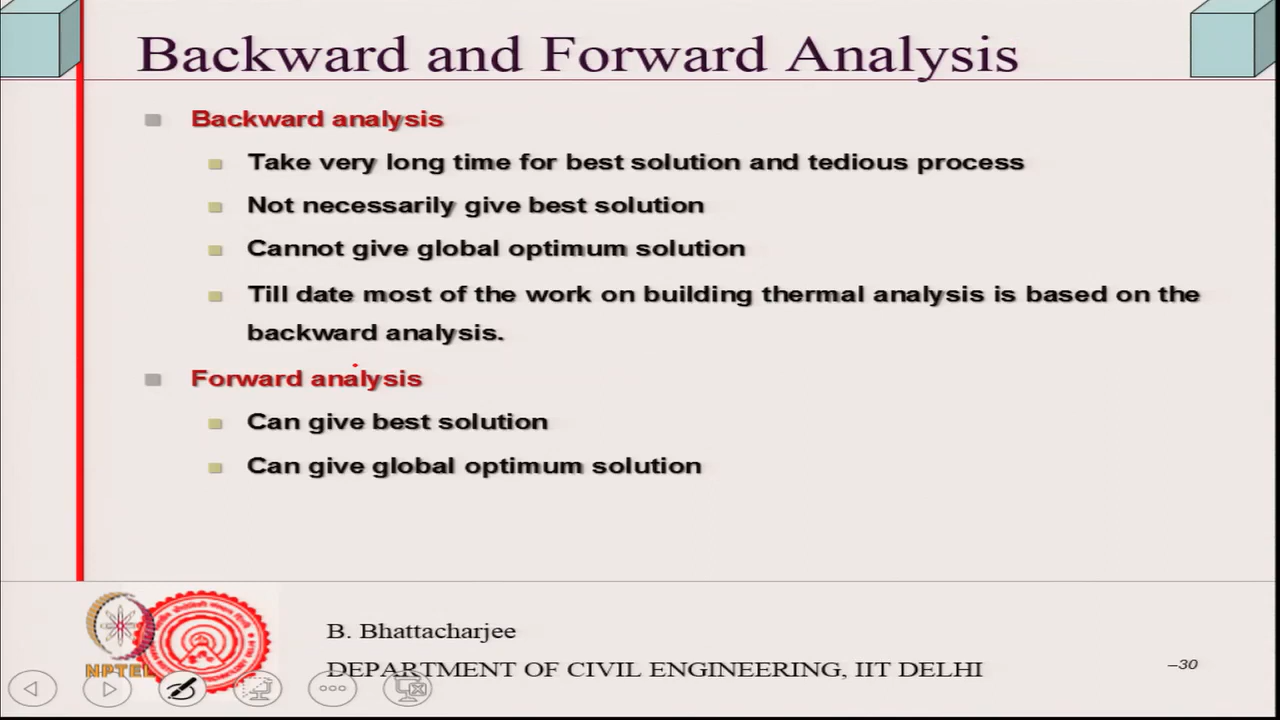 Backward and Forward Analysis
Backward analysis
Take very long time for best solution and tedious process
Not necessarily give best solution
Cannot give global optimum solution
Till date most of the work on building thermal analysis is based on the
backward analysis.
Forward analysis
Can give best solution
Can give global optimum solution
B. Bhattacharjee
DEPARTMENT OF CIVIL ENGINEERING, IIT DELHI
–30
NPTEL